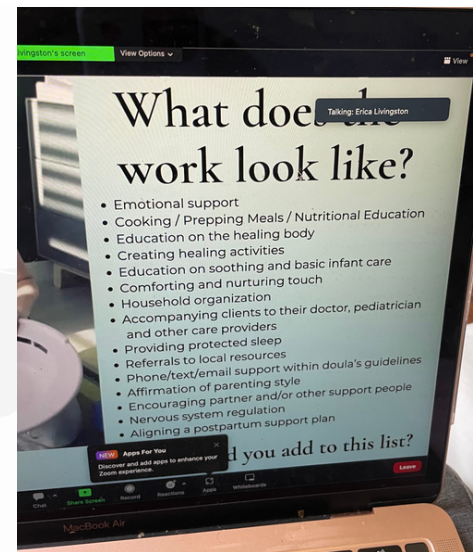 vingston's screen
View Options
View
Talking: Erica Livingston
What does the
work look like?
• Emotional support
• Cooking / Prepping Meals / Nutritional Education
• Education on the healing body
• Creating healing activities
• Education on soothing and basic infant care
• Comforting and nurturing touch
• Household organization
• Accompanying clients to their doctor, pediatrician
and other care providers
• Providing protected sleep
• Referrals to local resources
• Phone/text/email support within doula's guidelines
• Affirmation of parenting style
• Encouraging partner and/or other support people
• Nervous system regulation
• Aligning a postpartum support plan
d you add to this list?
NEW Apps For You
Discover and add apps to enhance your
Zoom experience.
Chat
Share Screen
Record
Reactions
Apps
Whiteboards
Leave
MacBook Air